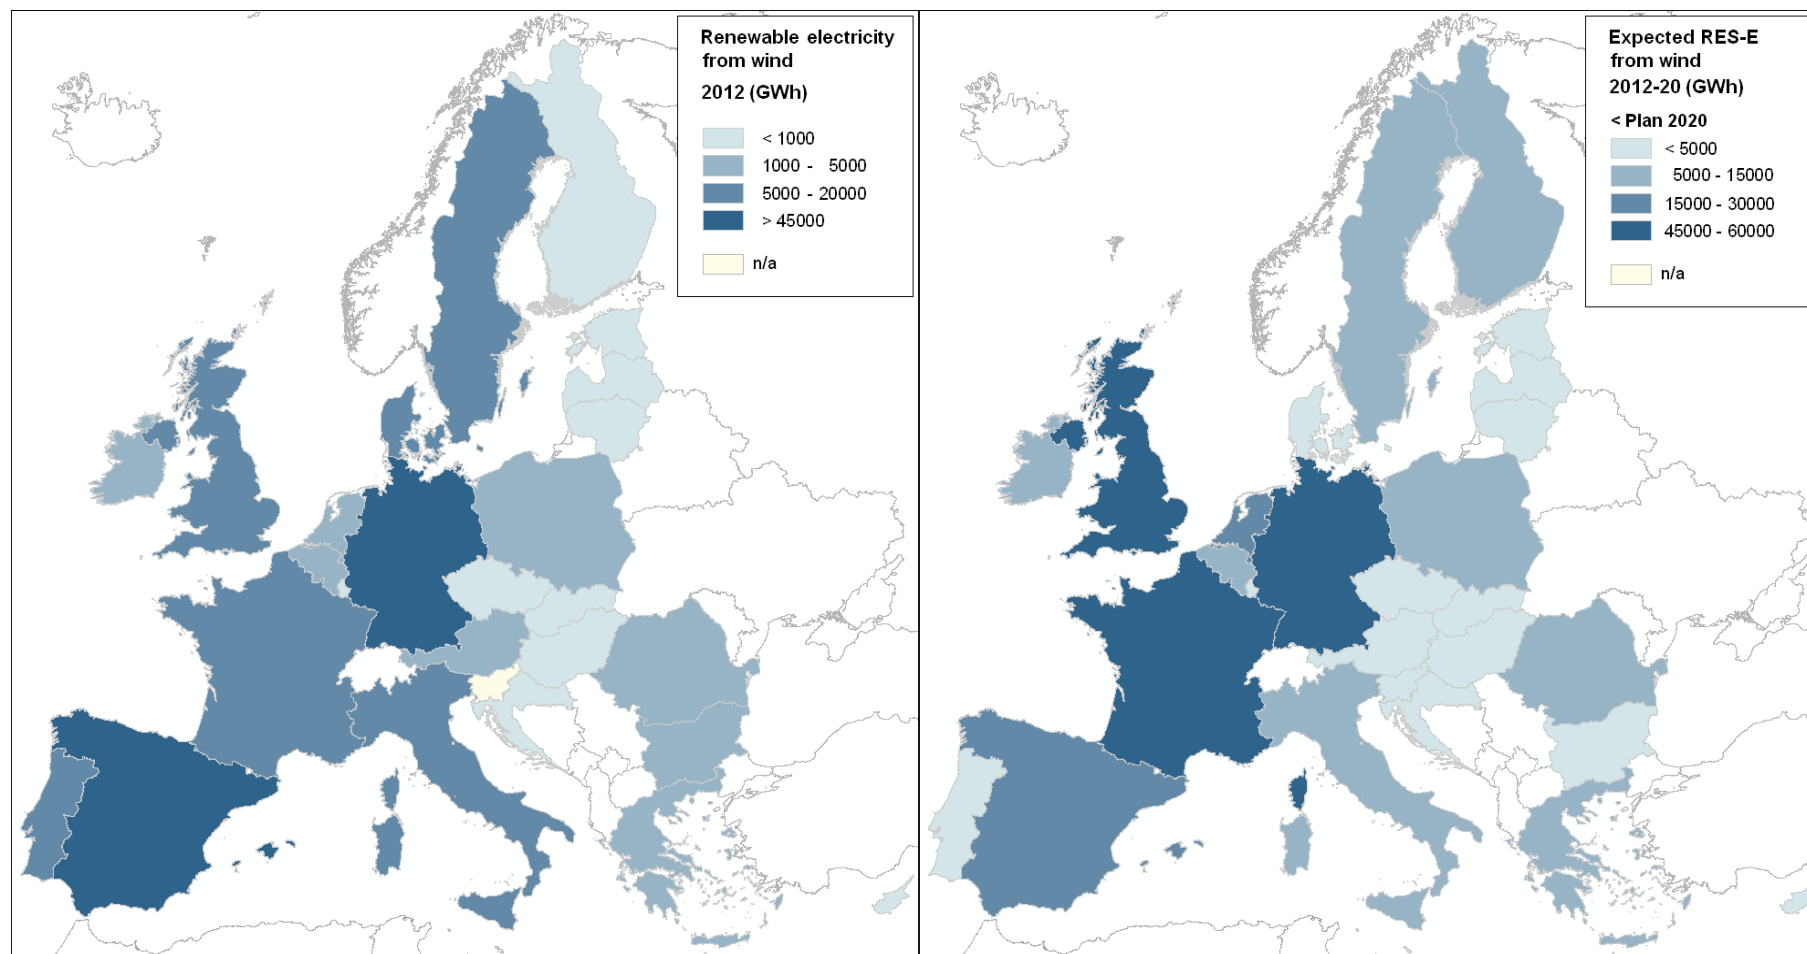 Renewable electricity
from wind
2012 (GWh)
< 1000
1000 - 5000
5000 - 20000
> 45000
n/a
Expected RES-E
from wind
2012-20 (GWh)
< Plan 2020
< 5000
5000 - 15000
15000 - 30000
45000 - 60000
n/a